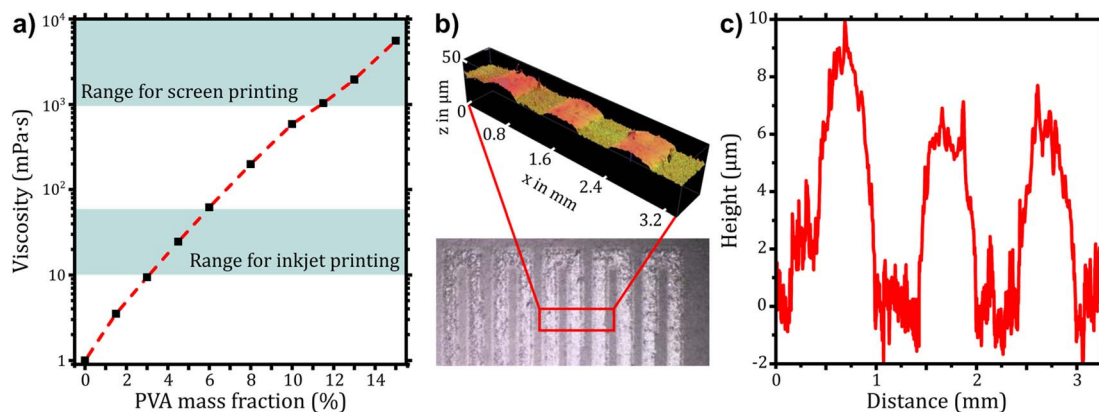 a)
Viscosity (mPa·s)
10⁴
10³
10²
10
1
Range for screen printing
Range for inkjet printing
0 2 4 6 8 10 12 14
PVA mass fraction (%)
b)
z in µm
50
0
0.8
1.6
2.4
3.2
x in mm
c)
Height (µm)
10
8
6
4
2
0
-2
0 1 2 3
Distance (mm)